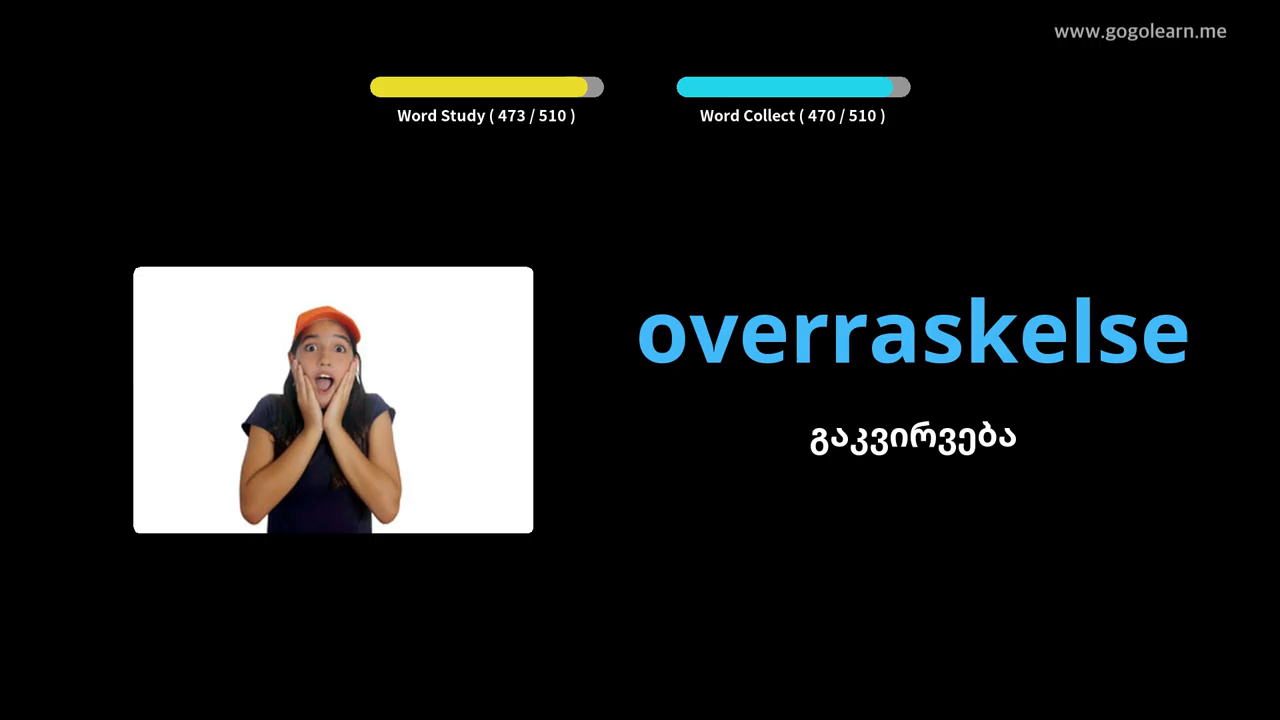 www.gogolearn.me
Word Study ( 473 / 510 )
Word Collect ( 470 / 510 )
overraskelse
გაკვირვება